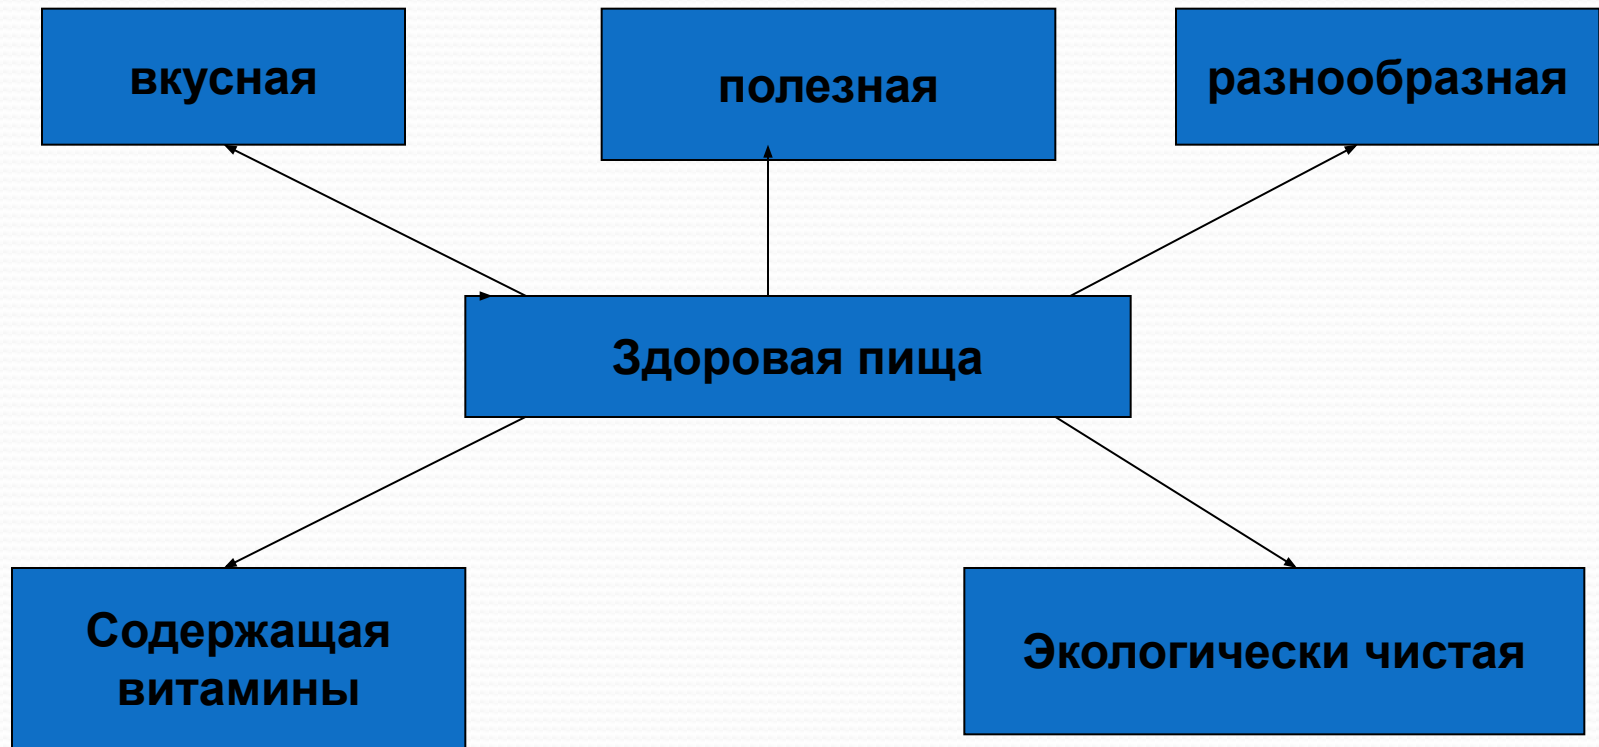 вкусная
полезная
разнообразная
Здоровая пища
Содержащая
витамины
Экологически чистая